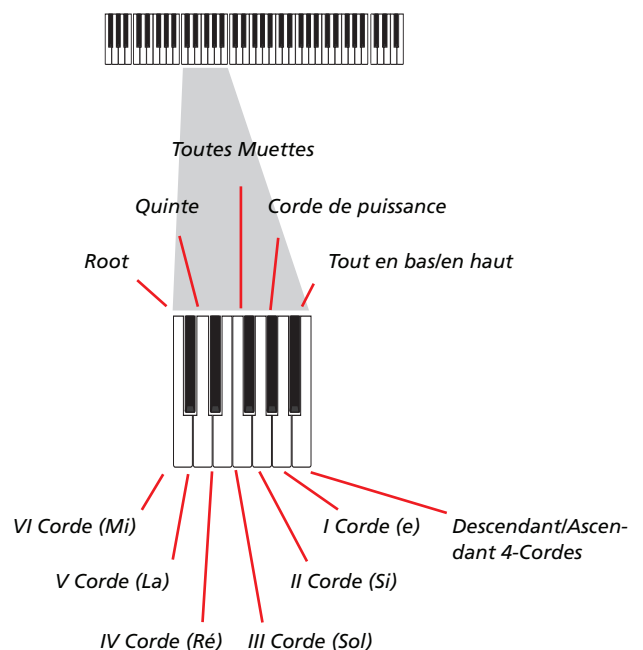 Toutes Muettes
Quinte
Corde de puissance
Root
Tout en bas/en haut
VI Corde (Mi)
I Corde (e)
Descendant/Ascen-
dant 4-Cordes
V Corde (La)
II Corde (Si)
IV Corde (Ré)
III Corde (Sol)